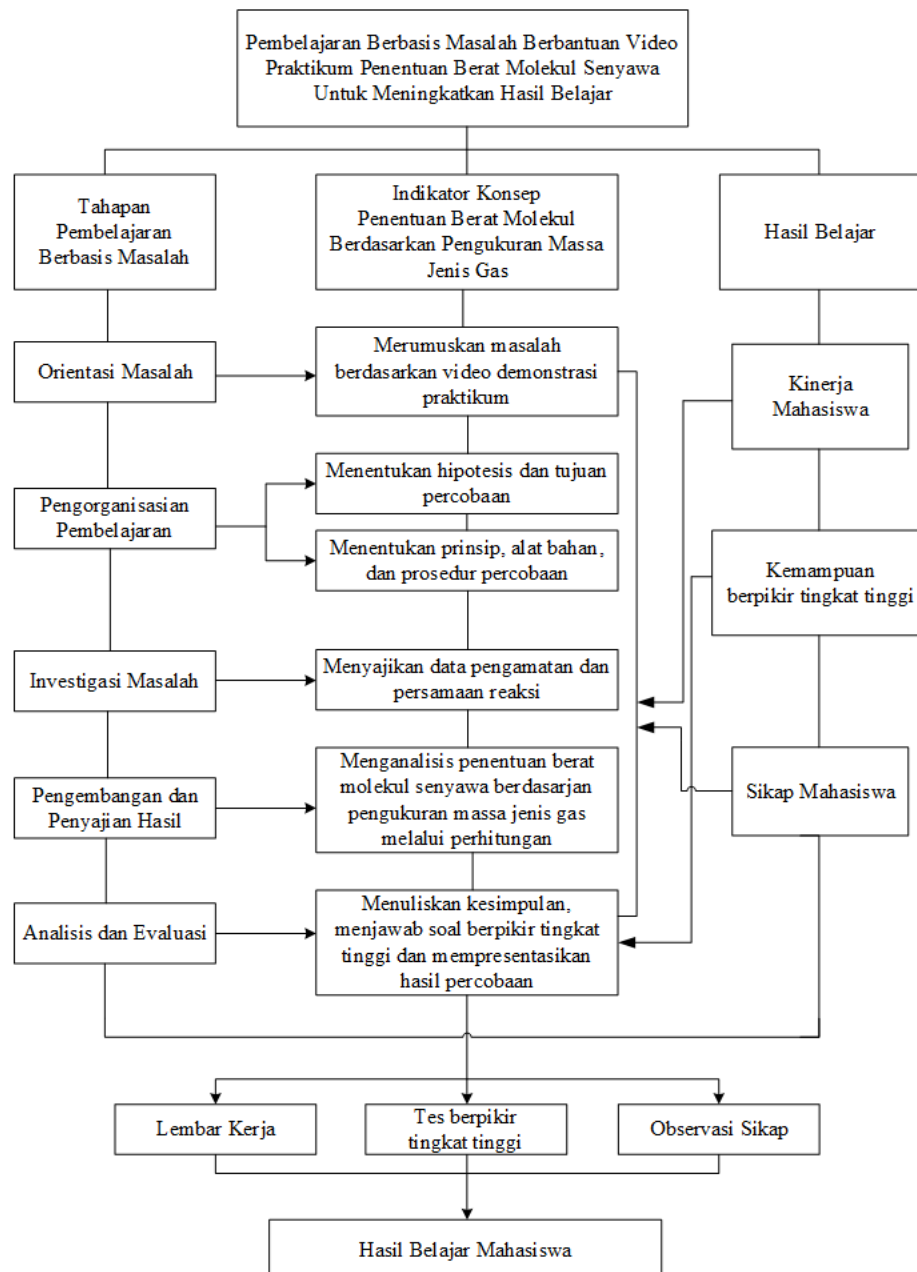 Pembelajaran Berbasis Masalah Berbantuan Video
Praktikum Penentuan Berat Molekul Senyawa
Untuk Meningkatkan Hasil Belajar
Tahapan
Pembelajaran
Berbasis Masalah
Indikator Konsep
Penentuan Berat Molekul
Berdasarkan Pengukuran Massa
Jenis Gas
Hasil Belajar
Orientasi Masalah
Merumuskan masalah
berdasarkan video demonstrasi
praktikum
Kinerja
Mahasiswa
Pengorganisasian
Pembelajaran
Menentukan hipotesis dan tujuan
percobaan
Menentukan prinsip, alat bahan,
dan prosedur percobaan
Kemampuan
berpikir tingkat tinggi
Investigasi Masalah
Menyajikan data pengamatan dan
persamaan reaksi
Pengembangan dan
Penyajian Hasil
Menganalisis penentuan berat
molekul senyawa berdasarjan
pengukuran massa jenis gas
melalui perhitungan
Sikap Mahasiswa
Analisis dan Evaluasi
Menuliskan kesimpulan,
menjawab soal berpikir tingkat
tinggi dan mempresentasikan
hasil percobaan
Lembar Kerja
Tes berpikir
tingkat tinggi
Observasi Sikap
Hasil Belajar Mahasiswa